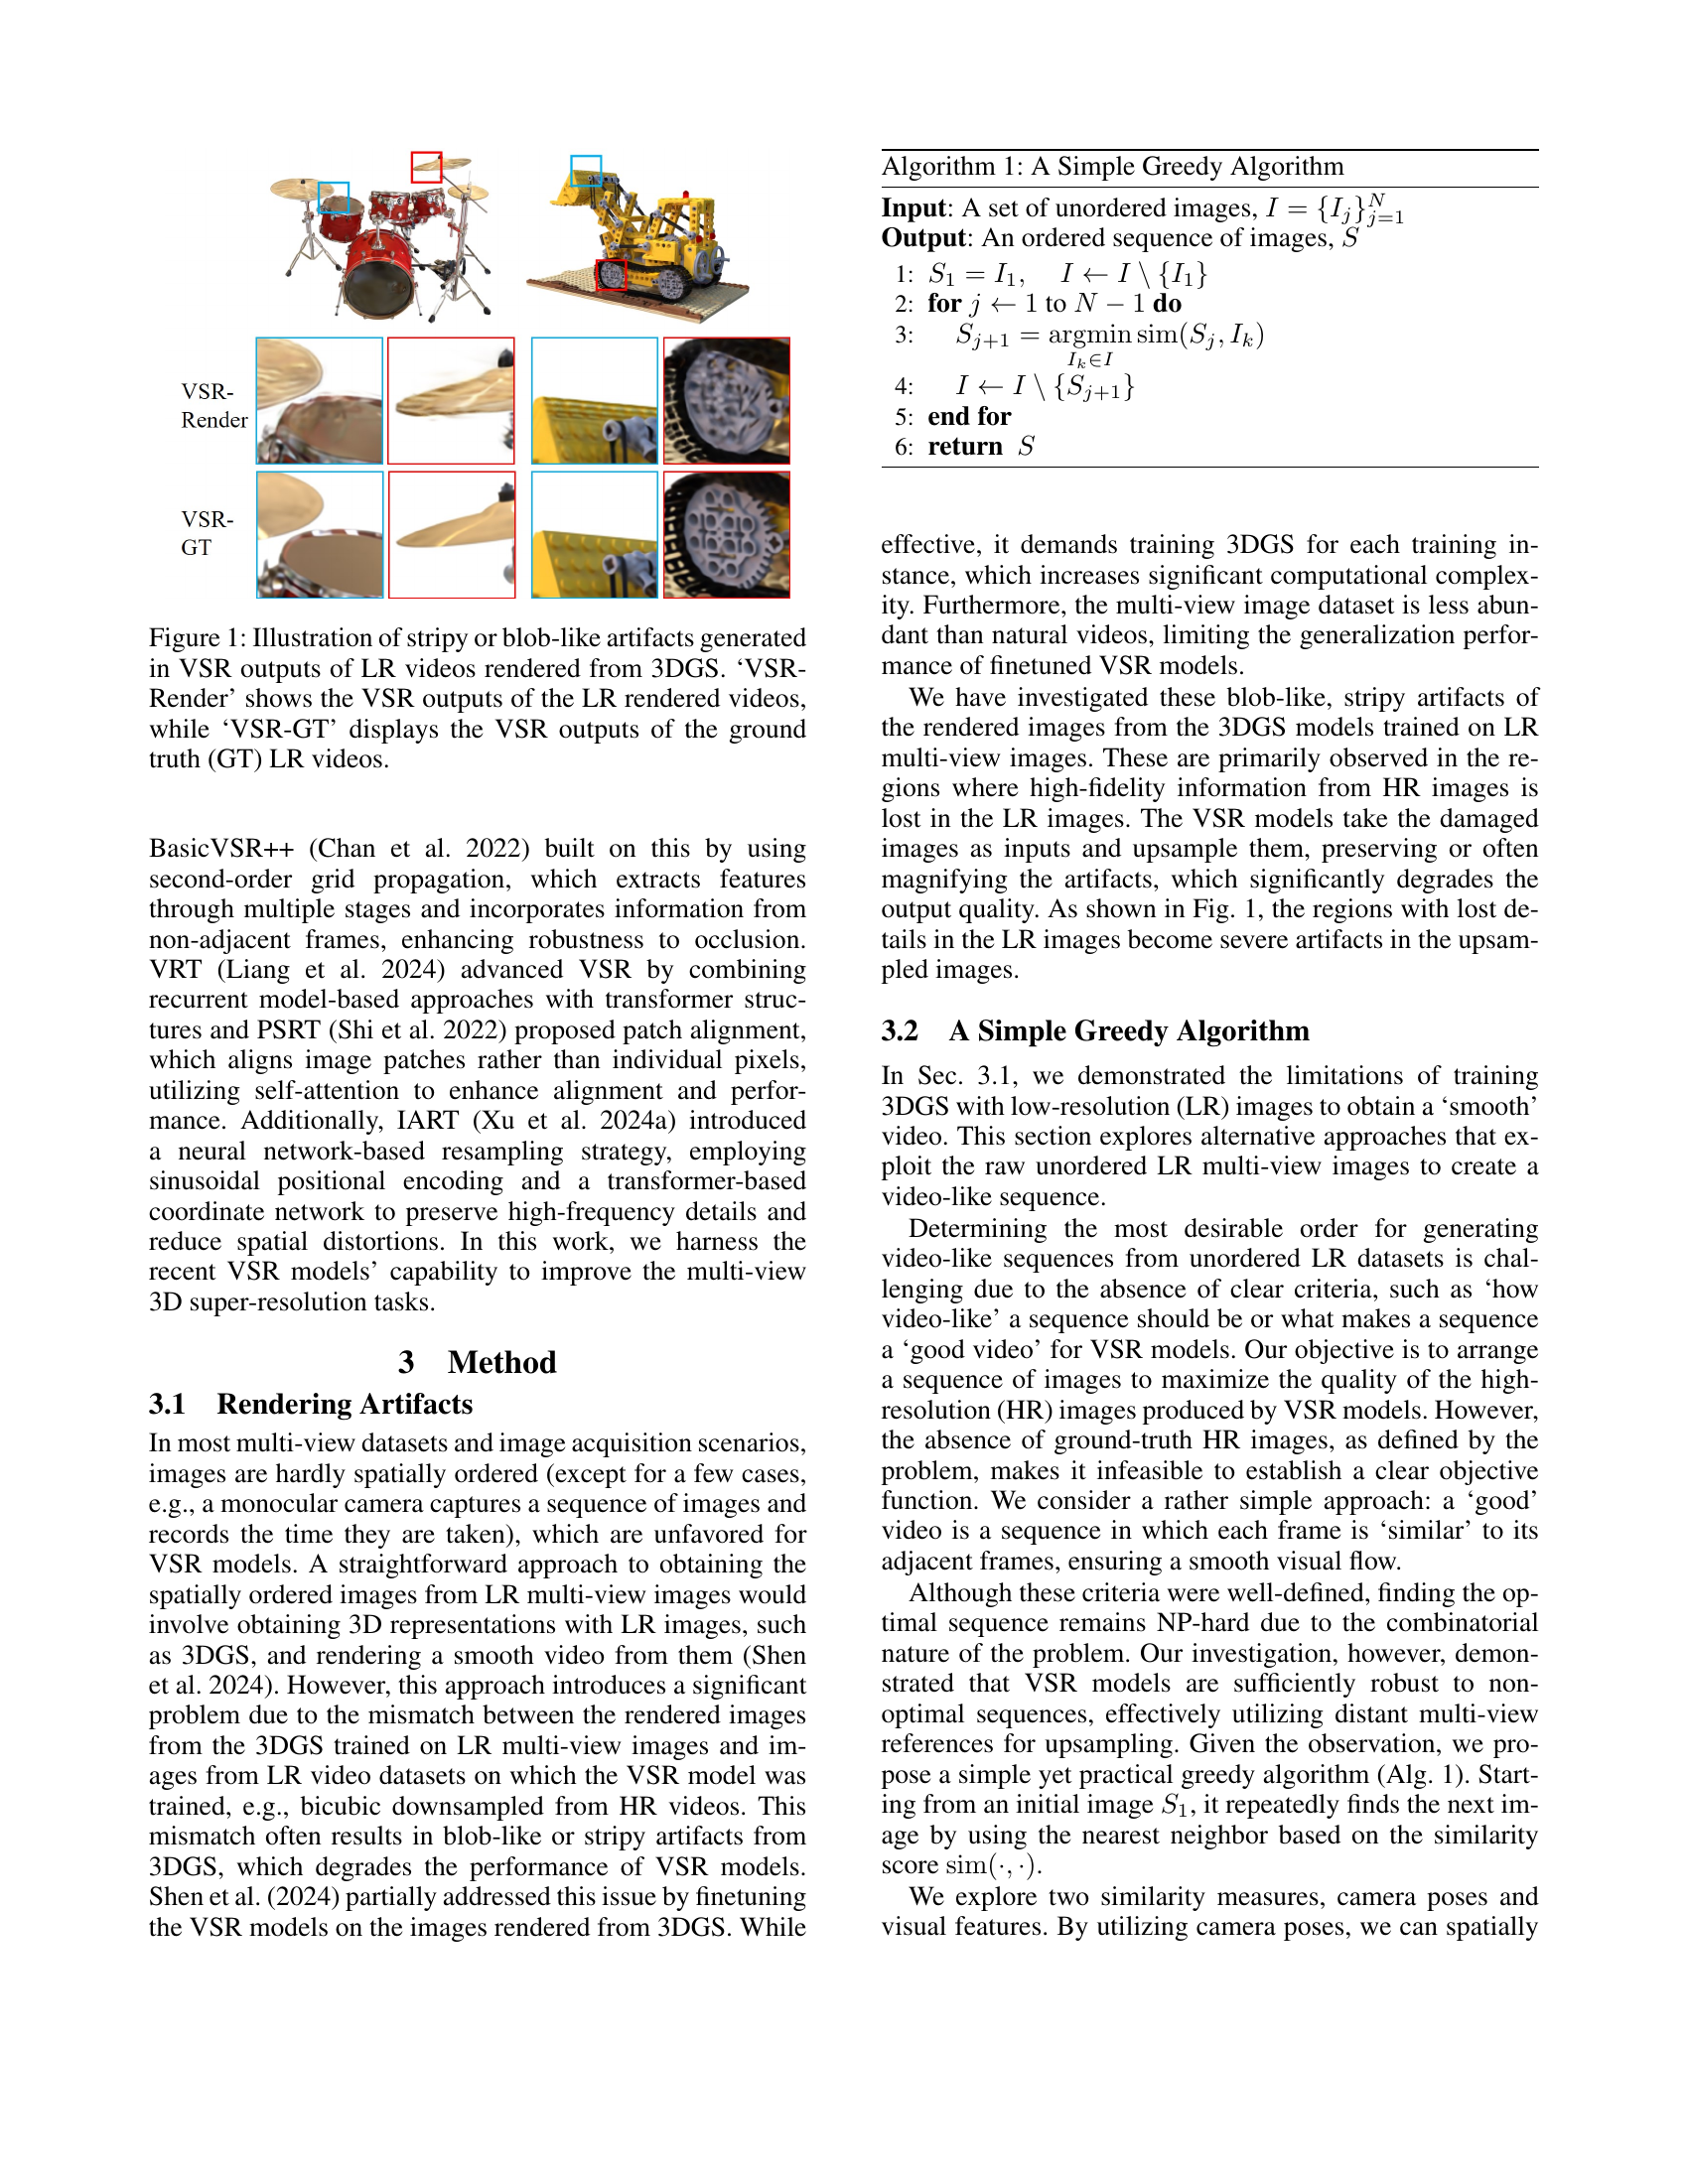 VSR-
Render
VSR-
GT
Figure 1: Illustration of stripy or blob-like artifacts generated
in VSR outputs of LR videos rendered from 3DGS. ‘VSR-
Render’ shows the VSR outputs of the LR rendered videos,
while ‘VSR-GT’ displays the VSR outputs of the ground
truth (GT) LR videos.
BasicVSR++ (Chan et al. 2022) built on this by using
second-order grid propagation, which extracts features
through multiple stages and incorporates information from
non-adjacent frames, enhancing robustness to occlusion.
VRT (Liang et al. 2024) advanced VSR by combining
recurrent model-based approaches with transformer struc-
tures and PSRT (Shi et al. 2022) proposed patch alignment,
which aligns image patches rather than individual pixels,
utilizing self-attention to enhance alignment and perfor-
mance. Additionally, IART (Xu et al. 2024a) introduced
a neural network-based resampling strategy, employing
sinusoidal positional encoding and a transformer-based
coordinate network to preserve high-frequency details and
reduce spatial distortions. In this work, we harness the
recent VSR models’ capability to improve the multi-view
3D super-resolution tasks.
3 Method
3.1 Rendering Artifacts
In most multi-view datasets and image acquisition scenarios,
images are hardly spatially ordered (except for a few cases,
e.g., a monocular camera captures a sequence of images and
records the time they are taken), which are unfavored for
VSR models. A straightforward approach to obtaining the
spatially ordered images from LR multi-view images would
involve obtaining 3D representations with LR images, such
as 3DGS, and rendering a smooth video from them (Shen
et al. 2024). However, this approach introduces a significant
problem due to the mismatch between the rendered images
from the 3DGS trained on LR multi-view images and im-
ages from LR video datasets on which the VSR model was
trained, e.g., bicubic downsampled from HR videos. This
mismatch often results in blob-like or stripy artifacts from
3DGS, which degrades the performance of VSR models.
Shen et al. (2024) partially addressed this issue by finetuning
the VSR models on the images rendered from 3DGS. While
Algorithm 1: A Simple Greedy Algorithm
Input: A set of unordered images, I = {I_j}_{j=1}^N
Output: An ordered sequence of images, S
1: S_1 = I_1, I ← I \ {I_1}
2: for j ← 1 to N − 1 do
3: S_{j+1} = argmin_{I_k∈I} sim(S_j, I_k)
4: I ← I \ {S_{j+1}}
5: end for
6: return S
effective, it demands training 3DGS for each training in-
stance, which increases significant computational complex-
ity. Furthermore, the multi-view image dataset is less abun-
dant than natural videos, limiting the generalization perfor-
mance of finetuned VSR models.
We have investigated these blob-like, stripy artifacts of
the rendered images from the 3DGS models trained on LR
multi-view images. These are primarily observed in the re-
gions where high-fidelity information from HR images is
lost in the LR images. The VSR models take the damaged
images as inputs and upsample them, preserving or often
magnifying the artifacts, which significantly degrades the
output quality. As shown in Fig. 1, the regions with lost de-
tails in the LR images become severe artifacts in the upsam-
pled images.
3.2 A Simple Greedy Algorithm
In Sec. 3.1, we demonstrated the limitations of training
3DGS with low-resolution (LR) images to obtain a ‘smooth’
video. This section explores alternative approaches that ex-
ploit the raw unordered LR multi-view images to create a
video-like sequence.
Determining the most desirable order for generating
video-like sequences from unordered LR datasets is chal-
lenging due to the absence of clear criteria, such as ‘how
video-like’ a sequence should be or what makes a sequence
a ‘good video’ for VSR models. Our objective is to arrange
a sequence of images to maximize the quality of the high-
resolution (HR) images produced by VSR models. However,
the absence of ground-truth HR images, as defined by the
problem, makes it infeasible to establish a clear objective
function. We consider a rather simple approach: a ‘good’
video is a sequence in which each frame is ‘similar’ to its
adjacent frames, ensuring a smooth visual flow.
Although these criteria were well-defined, finding the op-
timal sequence remains NP-hard due to the combinatorial
nature of the problem. Our investigation, however, demon-
strated that VSR models are sufficiently robust to non-
optimal sequences, effectively utilizing distant multi-view
references for upsampling. Given the observation, we pro-
pose a simple yet practical greedy algorithm (Alg. 1). Start-
ing from an initial image S_1, it repeatedly finds the next im-
age by using the nearest neighbor based on the similarity
score sim(·, ·).
We explore two similarity measures, camera poses and
visual features. By utilizing camera poses, we can spatially